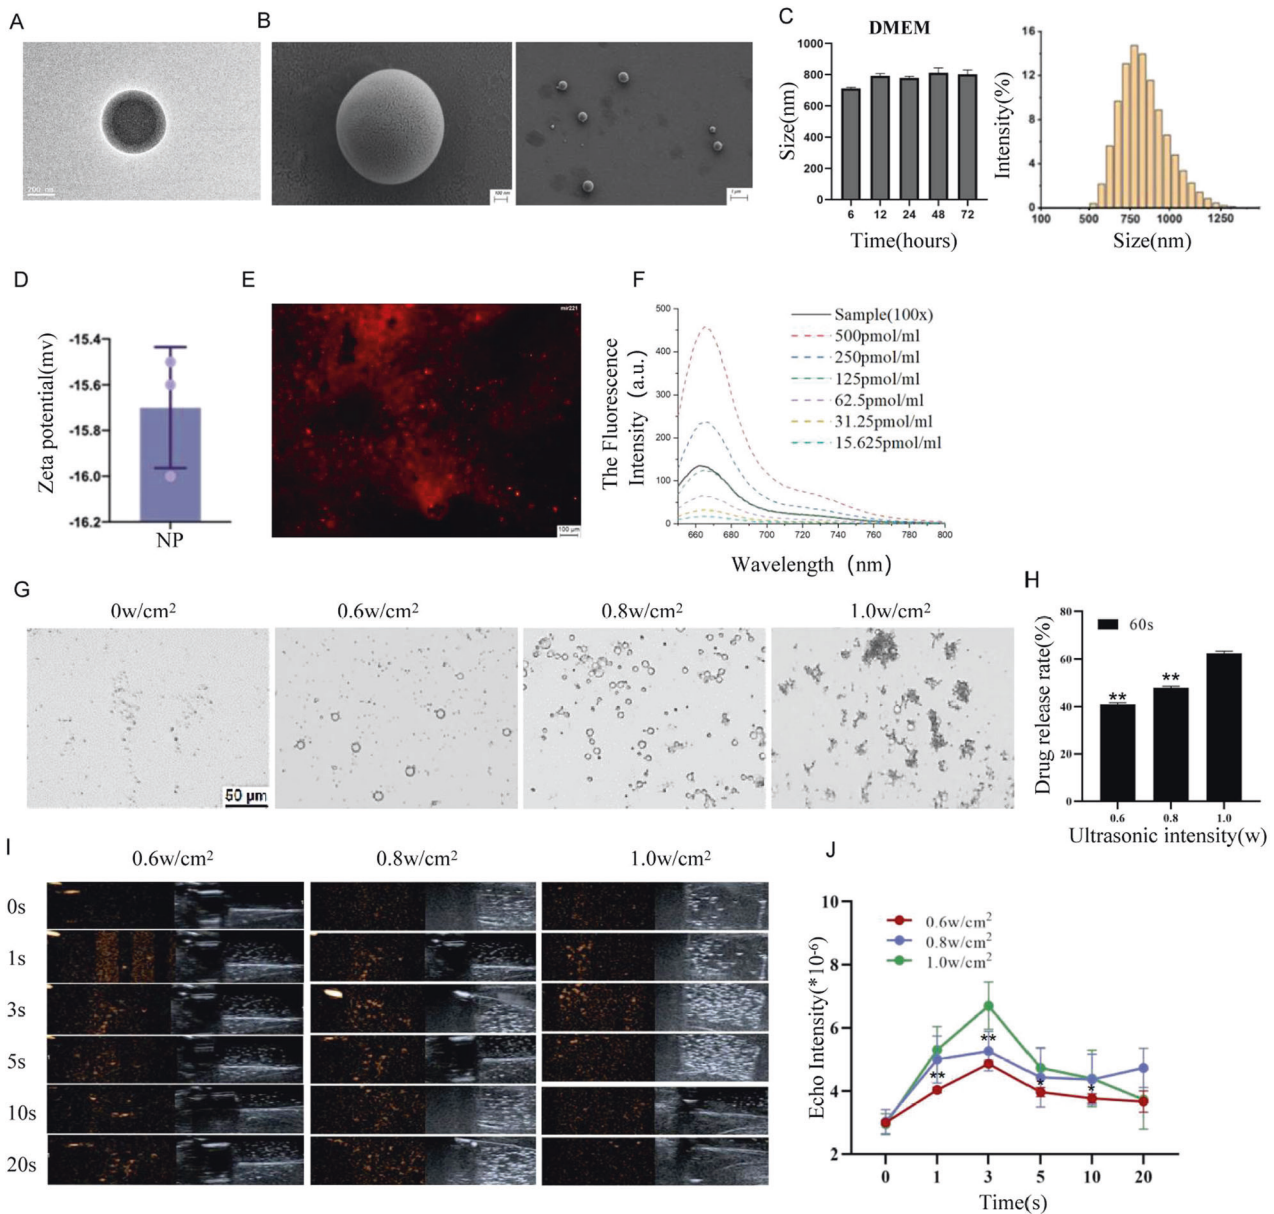 A
200 nm
B
100 nm
1 μm
C
DMEM
Size(nm)
1000
800
600
400
200
0
6 12 24 48 72
Time(hours)
Intensity(%)
16
12
8
4
0
100 500 750 1000 1250
Size(nm)
D
Zeta potential(mv)
-15.4
-15.6
-15.8
-16.0
-16.2
NP
E
mir221
100 μm
F
The Fluorescence
Intensity (a.u.)
500
400
300
200
100
0
660 680 700 720 740 760 780 800
Wavelength (nm)
Sample(100x)
500pmol/ml
250pmol/ml
125pmol/ml
62.5pmol/ml
31.25pmol/ml
15.625pmol/ml
G
0w/cm²
0.6w/cm²
0.8w/cm²
1.0w/cm²
50 μm
H
Drug release rate(%)
80
60
40
20
0
60s
**
**
0.6 0.8 1.0
Ultrasonic intensity(w)
I
0.6w/cm²
0.8w/cm²
1.0w/cm²
0s
1s
3s
5s
10s
20s
J
Echo Intensity(*10⁻⁶)
10
8
6
4
2
0.6w/cm²
0.8w/cm²
1.0w/cm²
**
**
*
*
0 1 3 5 10 20
Time(s)